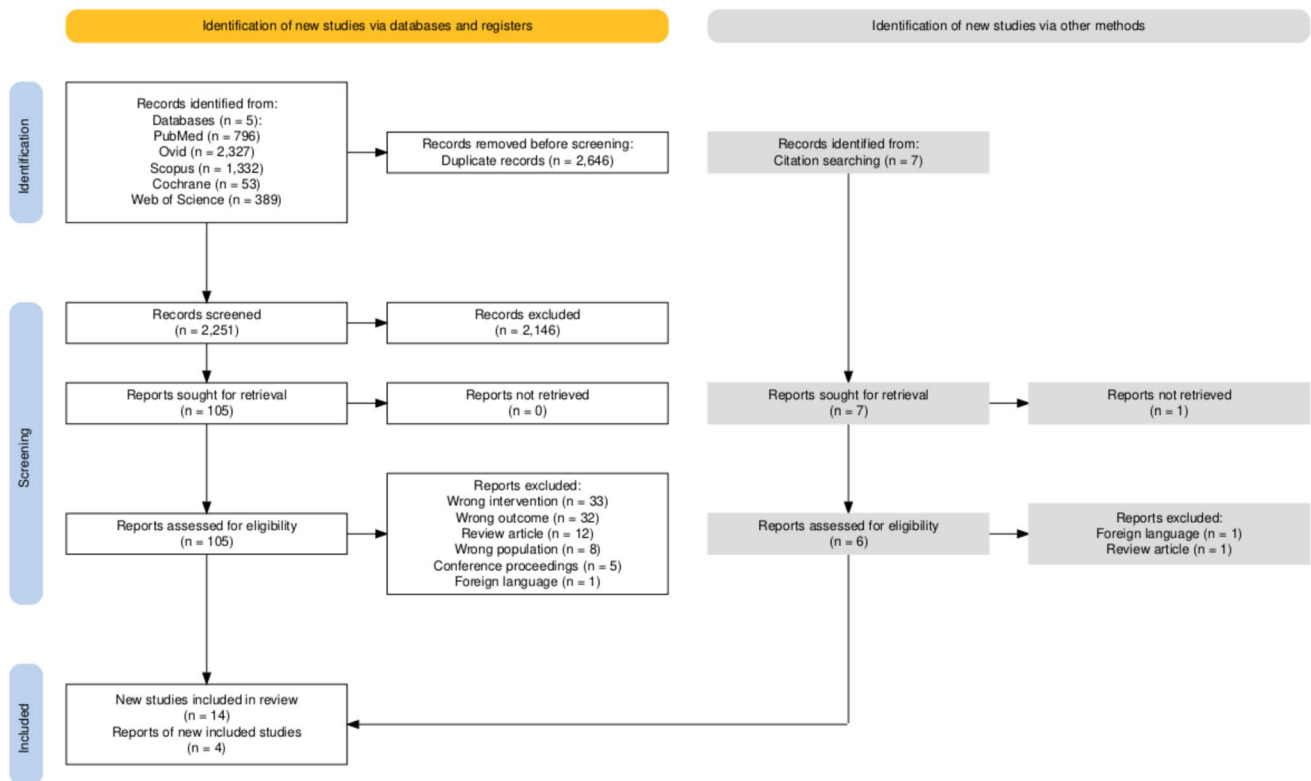 Identification of new studies via databases and registers
Identification of new studies via other methods
Identification
Records identified from:
Databases (n = 5):
PubMed (n = 796)
Ovid (n = 2,327)
Scopus (n = 1,332)
Cochrane (n = 53)
Web of Science (n = 389)
Records removed before screening:
Duplicate records (n = 2,646)
Records identified from:
Citation searching (n = 7)
Screening
Records screened
(n = 2,251)
Records excluded
(n = 2,146)
Reports sought for retrieval
(n = 105)
Reports not retrieved
(n = 0)
Reports sought for retrieval
(n = 7)
Reports not retrieved
(n = 1)
Reports assessed for eligibility
(n = 105)
Reports excluded:
Wrong intervention (n = 33)
Wrong outcome (n = 32)
Review article (n = 12)
Wrong population (n = 8)
Conference proceedings (n = 5)
Foreign language (n = 1)
Reports assessed for eligibility
(n = 6)
Reports excluded:
Foreign language (n = 1)
Review article (n = 1)
Included
New studies included in review
(n = 14)
Reports of new included studies
(n = 4)